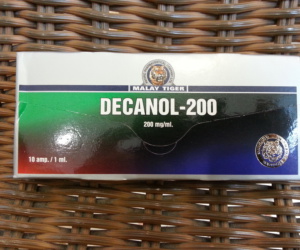 MALAY TIGER
DECANOL-200
200 mg/ml.
10 amp. / 1 ml.